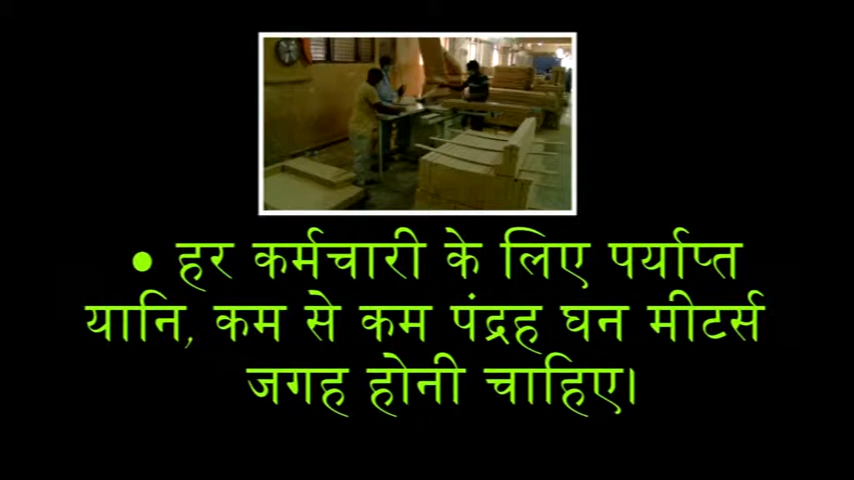 • हर कर्मचारी के लिए पर्याप्त
यानि, कम से कम पंद्रह घन मीटर्स
जगह होनी चाहिए।